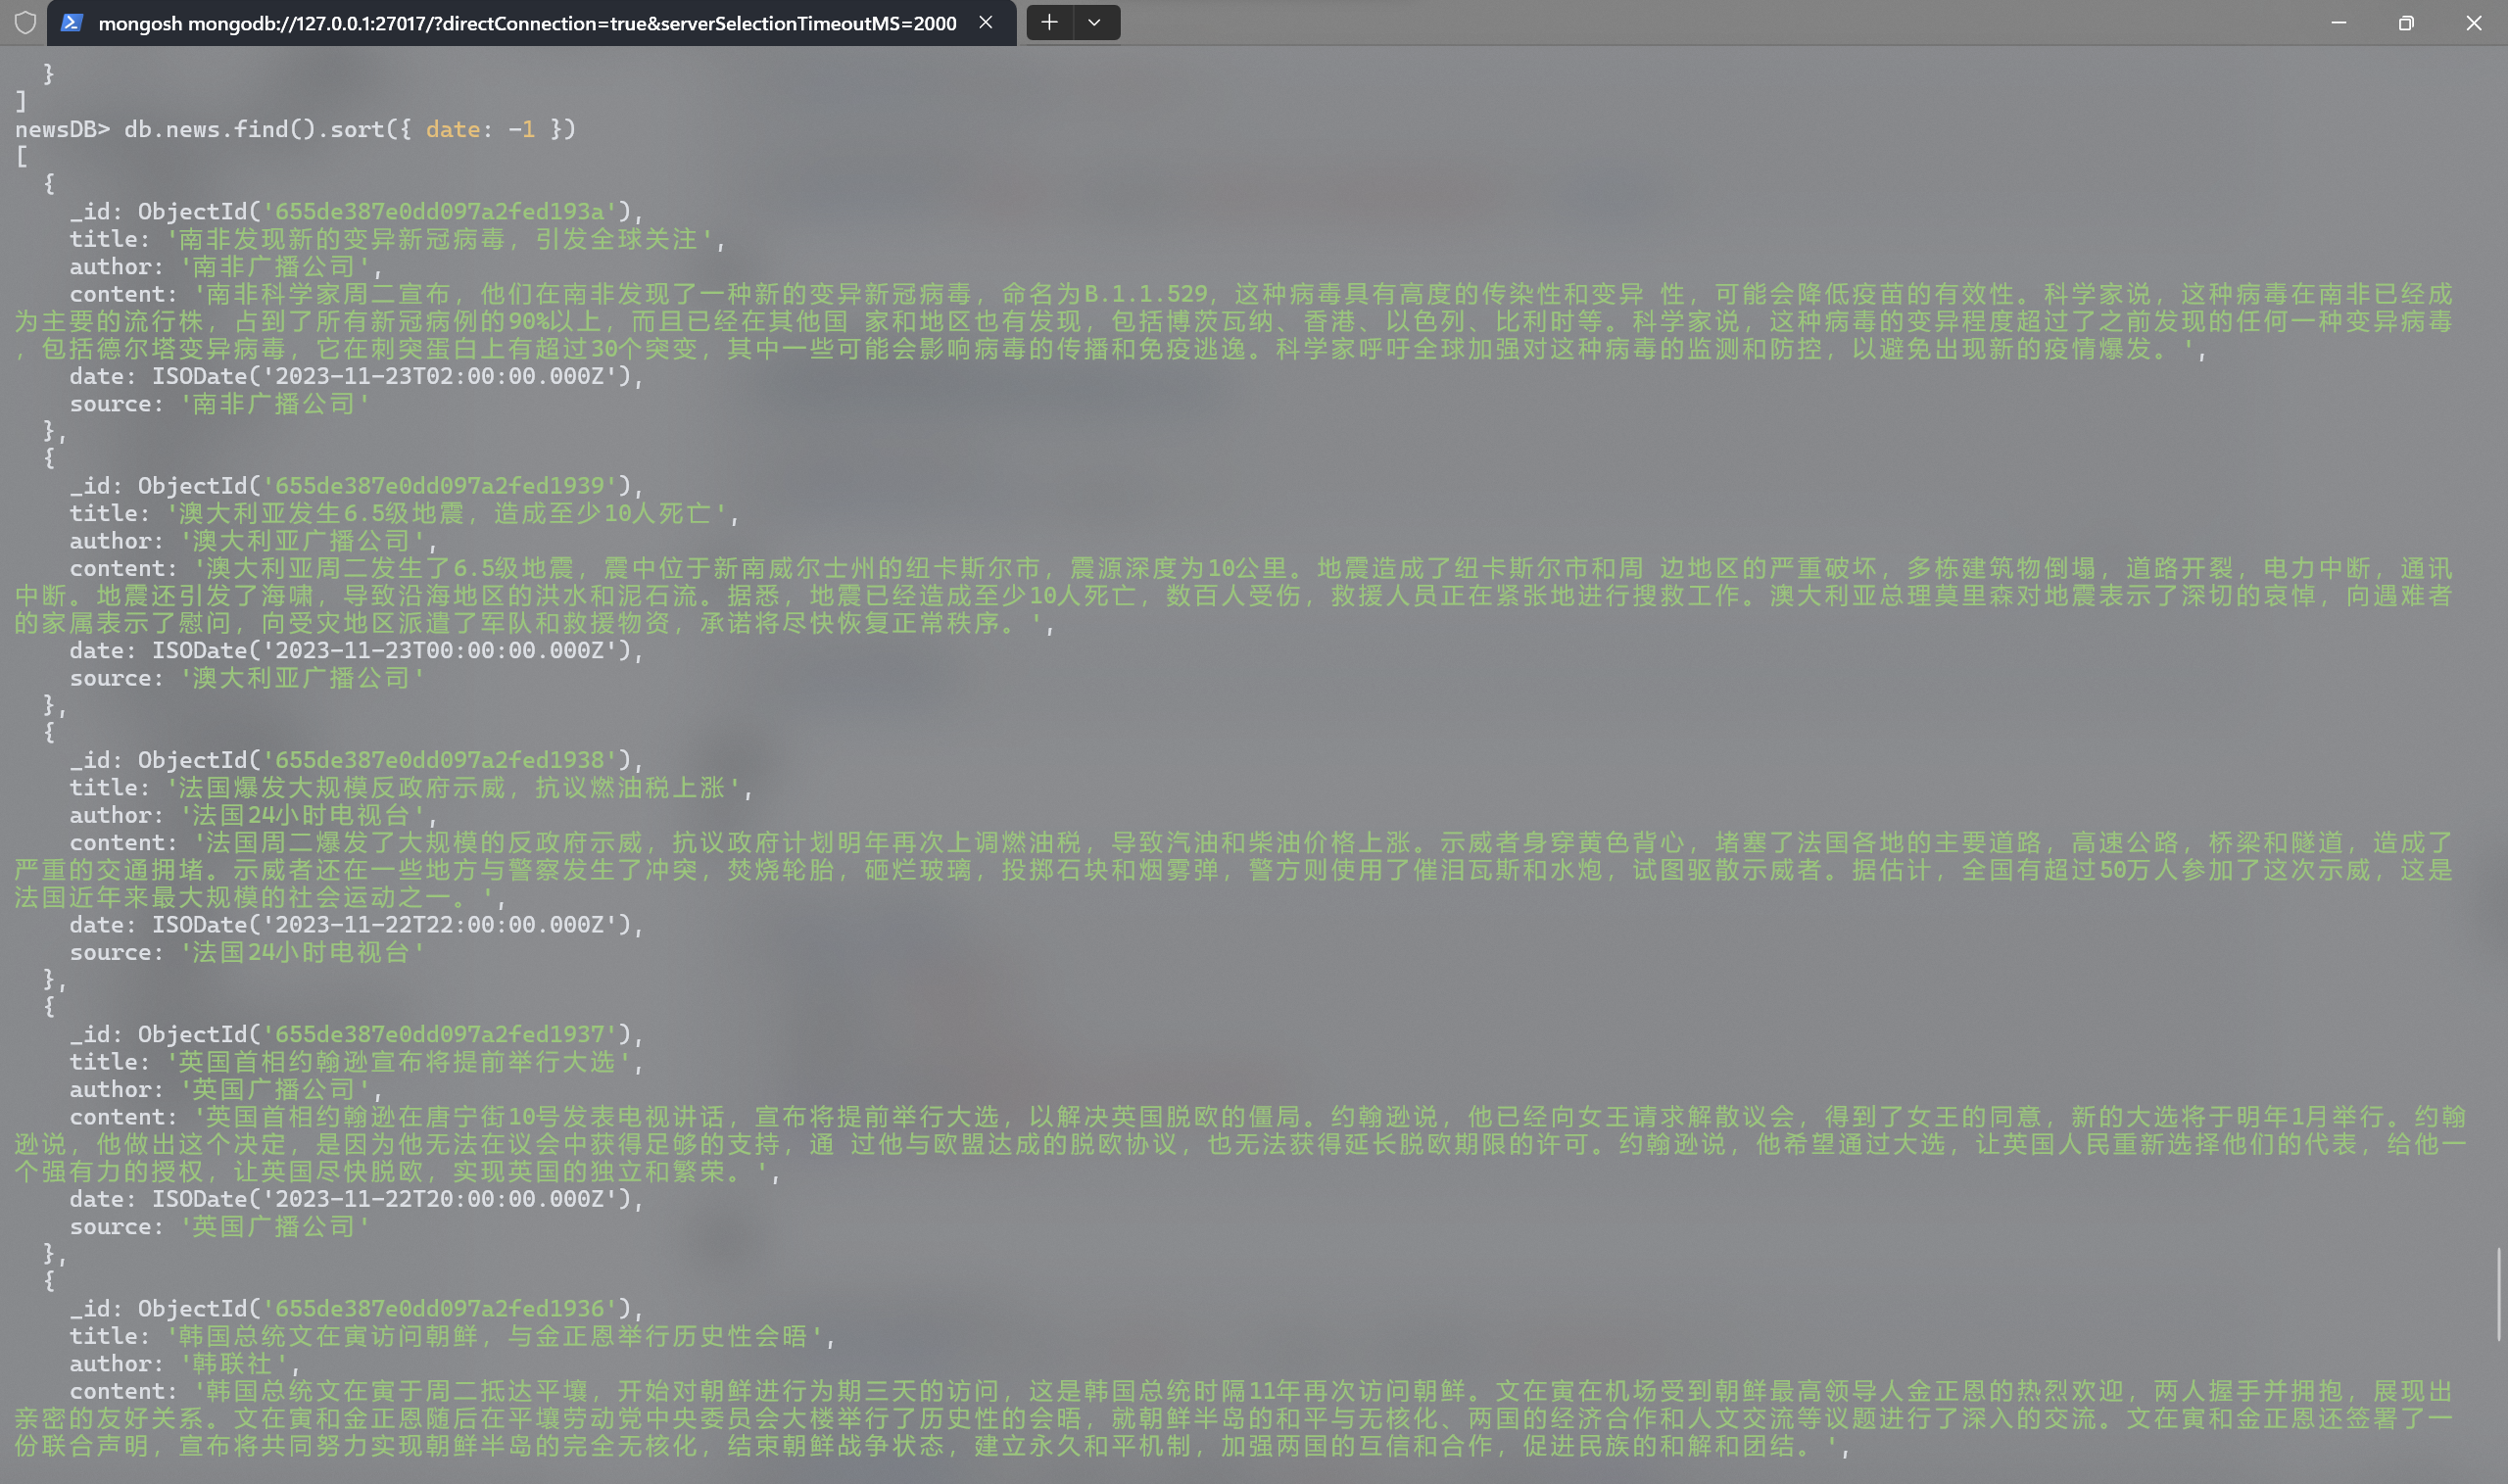 mongosh mongodb://127.0.0.1:27017/?directConnection=true&serverSelectionTimeoutMS=2000
}
]
newsDB> db.news.find().sort({ date: -1 })
[
{
_id: ObjectId('655de387e0dd097a2fed193a'),
title: '南非发现新的变异新冠病毒，引发全球关注',
author: '南非广播公司',
content: '南非科学家周二宣布，他们在南非发现了一种新的变异新冠病毒，命名为B.1.1.529，这种病毒具有高度的传染性和变异 性，可能会降低疫苗的有效性。科学家说，这种病毒在南非已经成
为主要的流行株，占到了所有新冠病例的90%以上，而且已经在其他国 家和地区也有发现，包括博茨瓦纳、香港、以色列、比利时等。科学家说，这种病毒的变异程度超过了之前发现的任何一种变异病毒
，包括德尔塔变异病毒，它在刺突蛋白上有超过30个突变，其中一些可能会影响病毒的传播和免疫逃逸。科学家呼吁全球加强对这种病毒的监测和防控，以避免出现新的疫情爆发。',
date: ISODate('2023-11-23T02:00:00.000Z'),
source: '南非广播公司'
},
{
_id: ObjectId('655de387e0dd097a2fed1939'),
title: '澳大利亚发生6.5级地震，造成至少10人死亡',
author: '澳大利亚广播公司',
content: '澳大利亚周二发生了6.5级地震，震中位于新南威尔士州的纽卡斯尔市，震源深度为10公里。地震造成了纽卡斯尔市和周 边地区的严重破坏，多栋建筑物倒塌，道路开裂，电力中断，通讯
中断。地震还引发了海啸，导致沿海地区的洪水和泥石流。据悉，地震已经造成至少10人死亡，数百人受伤，救援人员正在紧张地进行搜救工作。澳大利亚总理莫里森对地震表示了深切的哀悼，向遇难者
的家属表示了慰问，向受灾地区派遣了军队和救援物资，承诺将尽快恢复正常秩序。',
date: ISODate('2023-11-23T00:00:00.000Z'),
source: '澳大利亚广播公司'
},
{
_id: ObjectId('655de387e0dd097a2fed1938'),
title: '法国爆发大规模反政府示威，抗议燃油税上涨',
author: '法国24小时电视台',
content: '法国周二爆发了大规模的反政府示威，抗议政府计划明年再次上调燃油税，导致汽油和柴油价格上涨。示威者身穿黄色背心，堵塞了法国各地的主要道路，高速公路，桥梁和隧道，造成了
严重的交通拥堵。示威者还在一些地方与警察发生了冲突，焚烧轮胎，砸烂玻璃，投掷石块和烟雾弹，警方则使用了催泪瓦斯和水炮，试图驱散示威者。据估计，全国有超过50万人参加了这次示威，这是
法国近年来最大规模的社会运动之一。',
date: ISODate('2023-11-22T22:00:00.000Z'),
source: '法国24小时电视台'
},
{
_id: ObjectId('655de387e0dd097a2fed1937'),
title: '英国首相约翰逊宣布将提前举行大选',
author: '英国广播公司',
content: '英国首相约翰逊在唐宁街10号发表电视讲话，宣布将提前举行大选，以解决英国脱欧的僵局。约翰逊说，他已经向女王请求解散议会，得到了女王的同意，新的大选将于明年1月举行。约翰
逊说，他做出这个决定，是因为他无法在议会中获得足够的支持，通 过他与欧盟达成的脱欧协议，也无法获得延长脱欧期限的许可。约翰逊说，他希望通过大选，让英国人民重新选择他们的代表，给他一
个强有力的授权，让英国尽快脱欧，实现英国的独立和繁荣。',
date: ISODate('2023-11-22T20:00:00.000Z'),
source: '英国广播公司'
},
{
_id: ObjectId('655de387e0dd097a2fed1936'),
title: '韩国总统文在寅访问朝鲜，与金正恩举行历史性会晤',
author: '韩联社',
content: '韩国总统文在寅于周二抵达平壤，开始对朝鲜进行为期三天的访问，这是韩国总统时隔11年再次访问朝鲜。文在寅在机场受到朝鲜最高领导人金正恩的热烈欢迎，两人握手并拥抱，展现出
亲密的友好关系。文在寅和金正恩随后在平壤劳动党中央委员会大楼举行了历史性的会晤，就朝鲜半岛的和平与无核化、两国的经济合作和人文交流等议题进行了深入的交流。文在寅和金正恩还签署了一
份联合声明，宣布将共同努力实现朝鲜半岛的完全无核化，结束朝鲜战争状态，建立永久和平机制，加强两国的互信和合作，促进民族的和解和团结。',